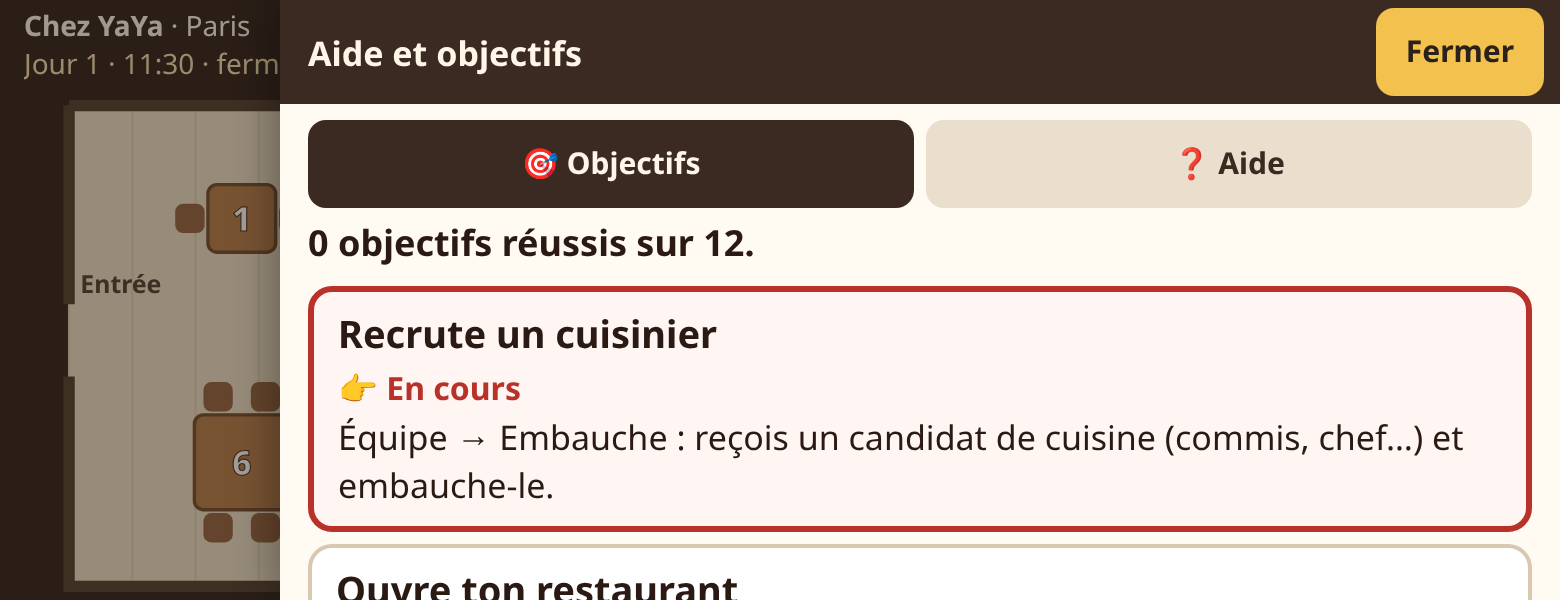 Chez YaYa · Paris
Jour 1 · 11:30 · ferm
Aide et objectifs
Fermer
🎯 Objectifs
❓ Aide
0 objectifs réussis sur 12.
1
Entrée
6
Recrute un cuisinier
👉 En cours
Équipe → Embauche : reçois un candidat de cuisine (commis, chef…) et
embauche-le.
Ouvre ton restaurant